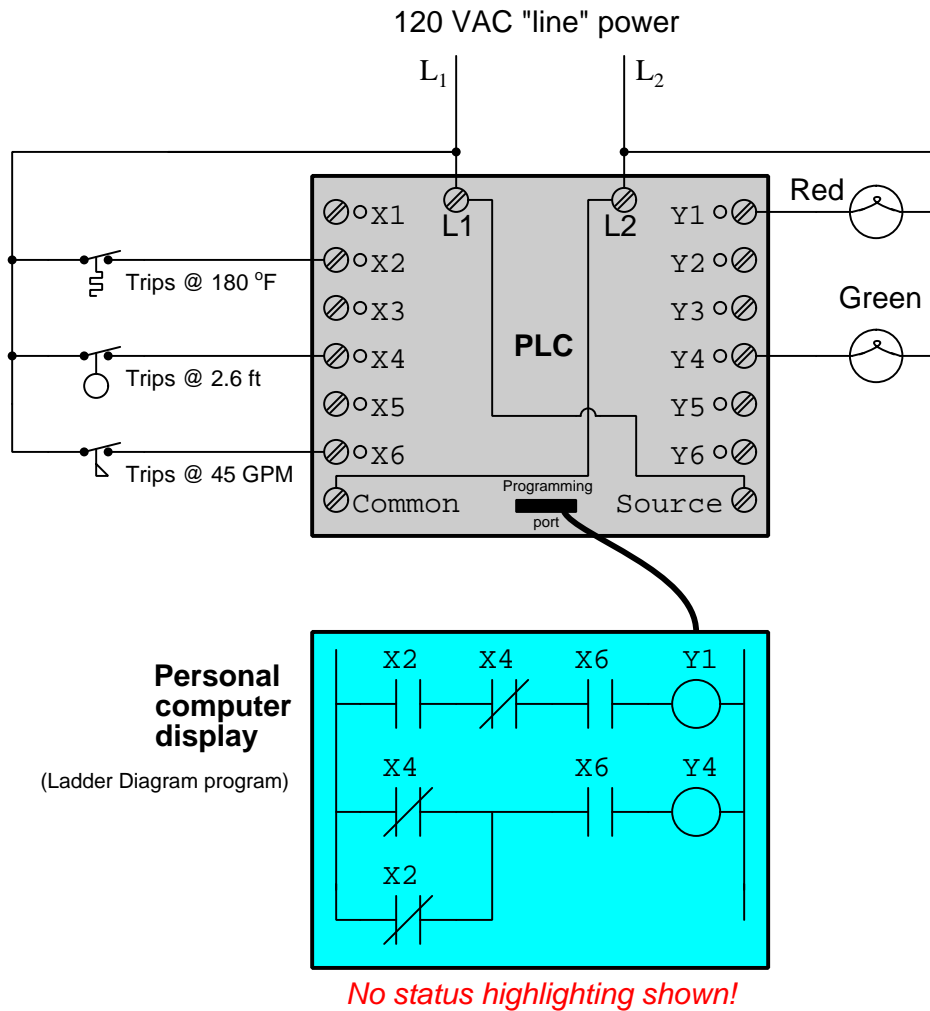 120 VAC "line" power
L1 L2
Red
X1 L1 L2 Y1
Trips @ 180 oF
X2 Y2
X3 Y3
Green
PLC
Trips @ 2.6 ft
X4 Y4
X5 Y5
Trips @ 45 GPM
X6 Y6
Common Programming port Source
Personal
computer
display
(Ladder Diagram program)
X2 X4 X6 Y1
X4 X6 Y4
X2
No status highlighting shown!